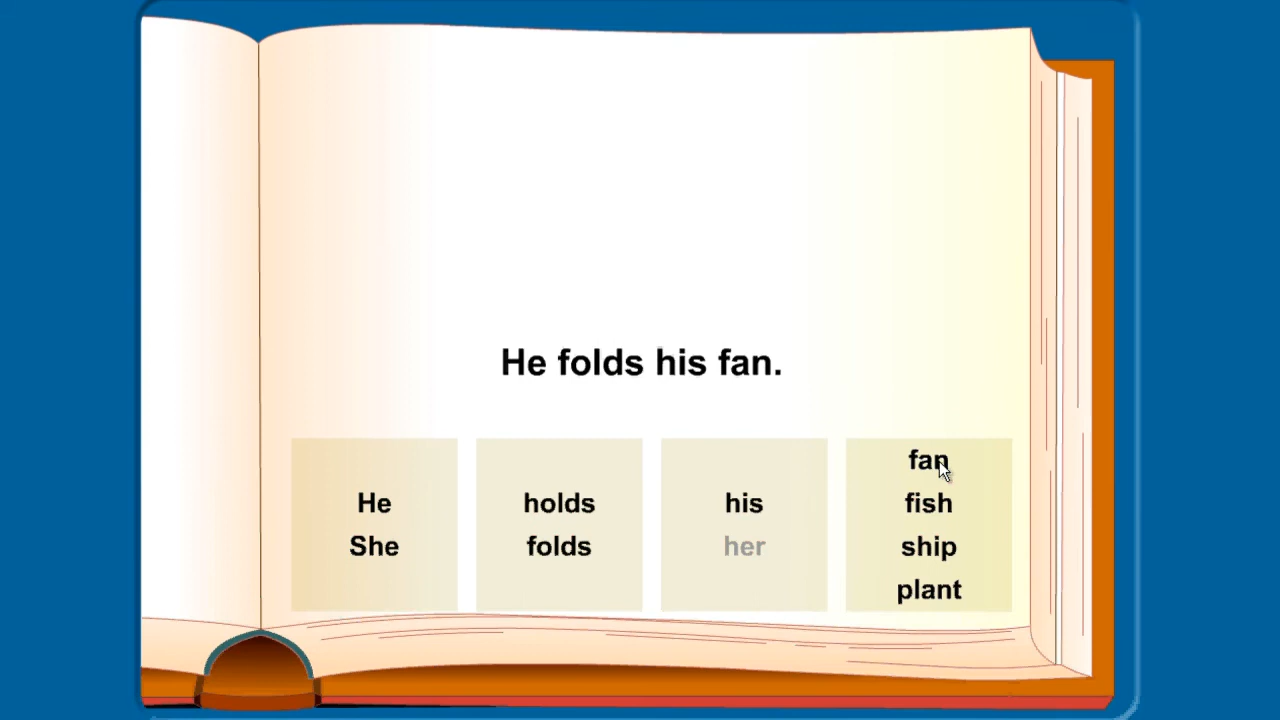 He folds his fan.
He
She
holds
folds
his
her
fan
fish
ship
plant